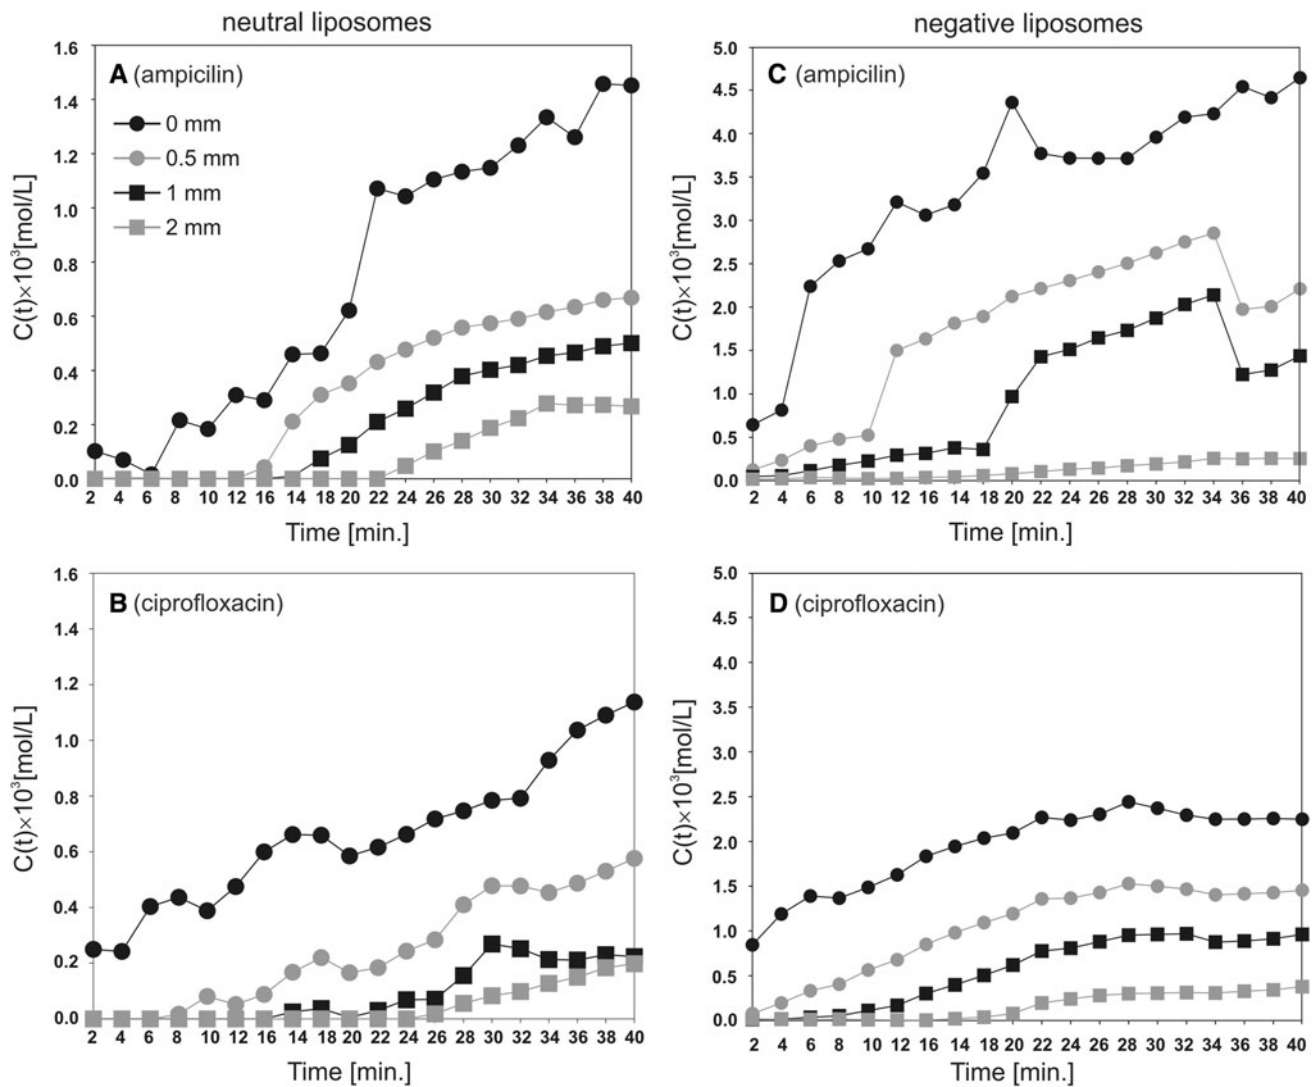 neutral liposomes
negative liposomes
A (ampicilin)
0 mm
0.5 mm
1 mm
2 mm
C(t)×10³[mol/L]
1.6
1.4
1.2
1.0
0.8
0.6
0.4
0.2
0.0
2 4 6 8 10 12 16 14 18 20 22 24 26 28 30 32 34 36 38 40
Time [min.]
C (ampicilin)
C(t)×10³[mol/L]
5.0
4.5
4.0
3.5
3.0
2.5
2.0
1.5
1.0
0.5
0.0
2 4 6 8 10 12 16 14 18 20 22 24 26 28 30 32 34 36 38 40
Time [min.]
B (ciprofloxacin)
C(t)×10³[mol/L]
1.6
1.4
1.2
1.0
0.8
0.6
0.4
0.2
0.0
2 4 6 8 10 12 16 14 18 20 22 24 26 28 30 32 34 36 38 40
Time [min.]
D (ciprofloxacin)
C(t)×10³[mol/L]
5.0
4.5
4.0
3.5
3.0
2.5
2.0
1.5
1.0
0.5
0.0
2 4 6 8 10 12 16 14 18 20 22 24 26 28 30 32 34 36 38 40
Time [min.]